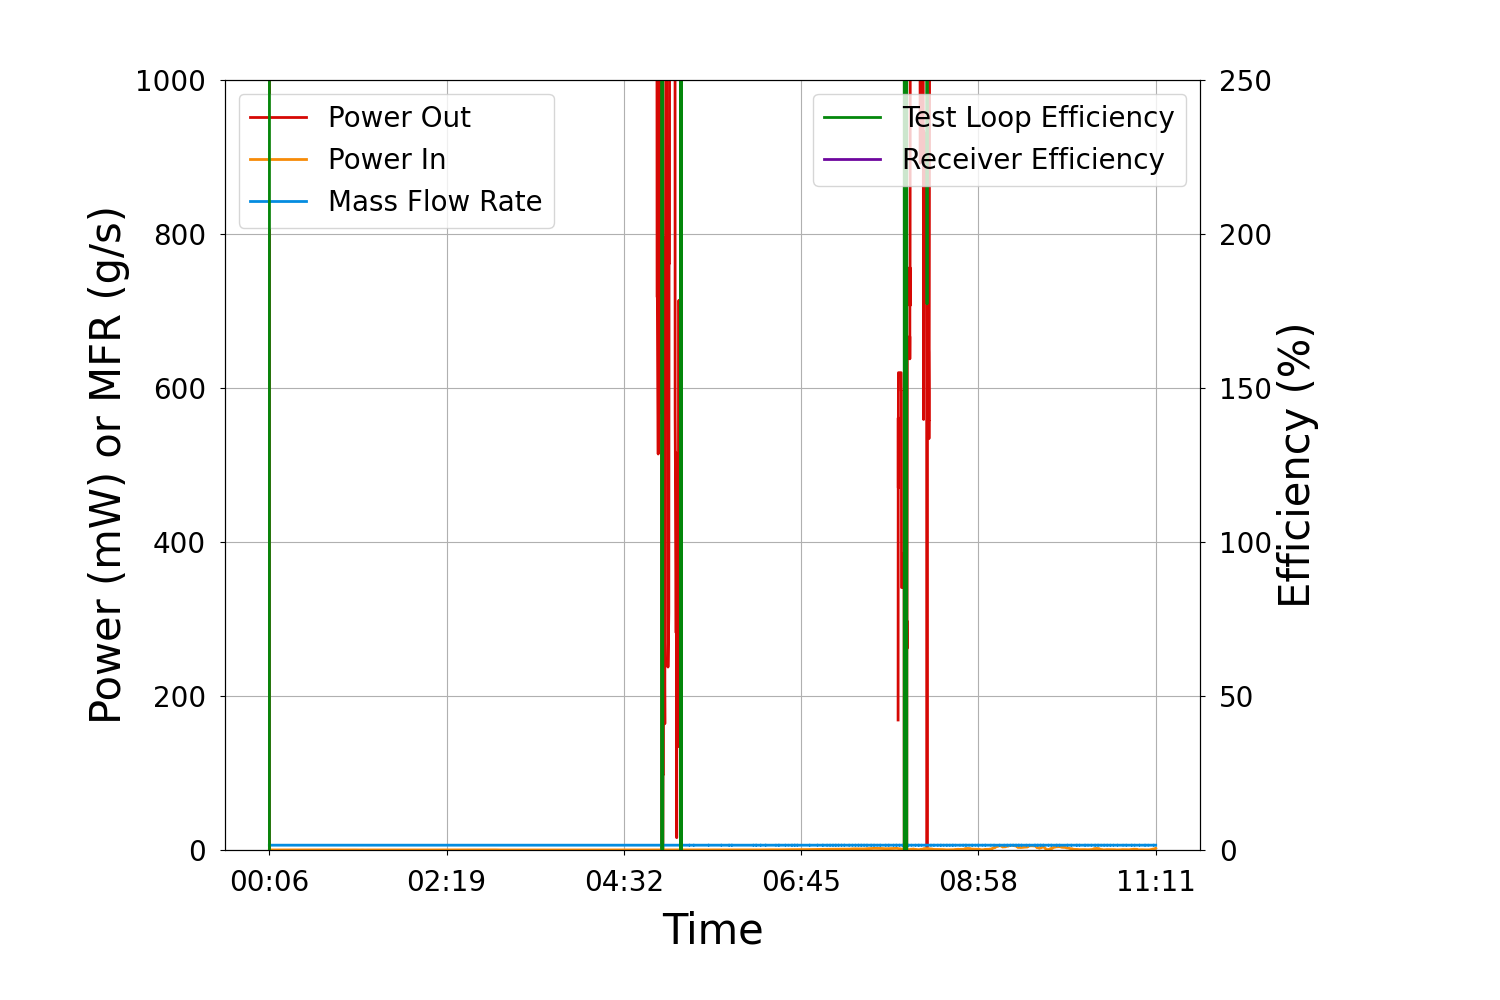 Power Out
Power In
Mass Flow Rate
Test Loop Efficiency
Receiver Efficiency
Power (mW) or MFR (g/s)
1000
800
600
400
200
0
250
200
150
100
50
0
Efficiency (%)
00:06 02:19 04:32 06:45 08:58 11:11
Time